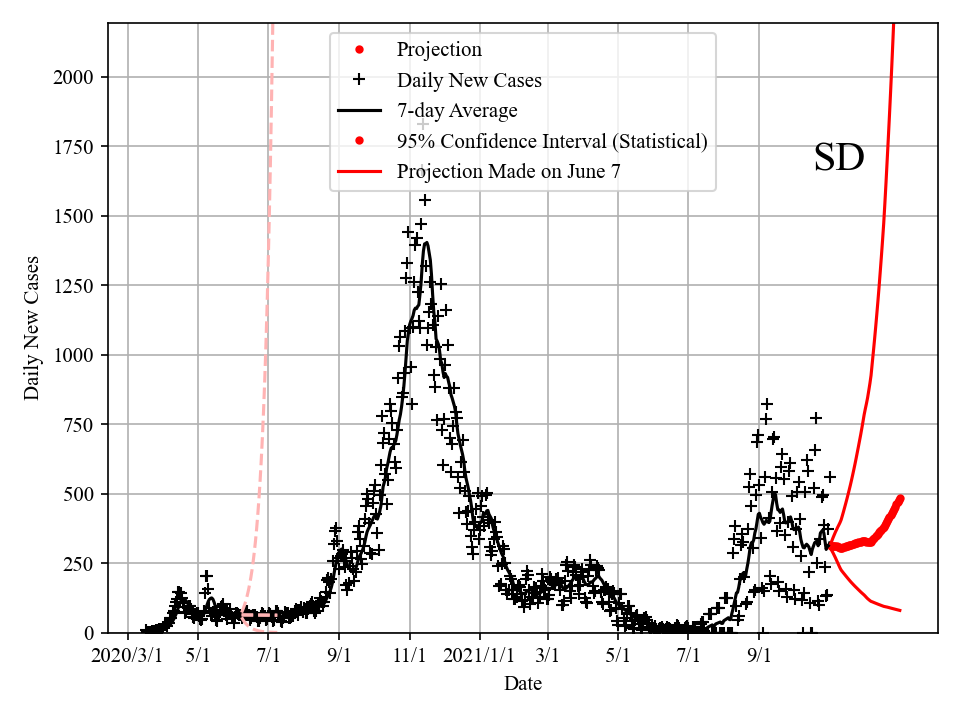 Projection
Daily New Cases
7-day Average
95% Confidence Interval (Statistical)
Projection Made on June 7
SD
2000
1750
1500
1250
1000
750
500
250
0
Daily New Cases
2020/3/1 5/1 7/1 9/1 11/1 2021/1/1 3/1 5/1 7/1 9/1
Date